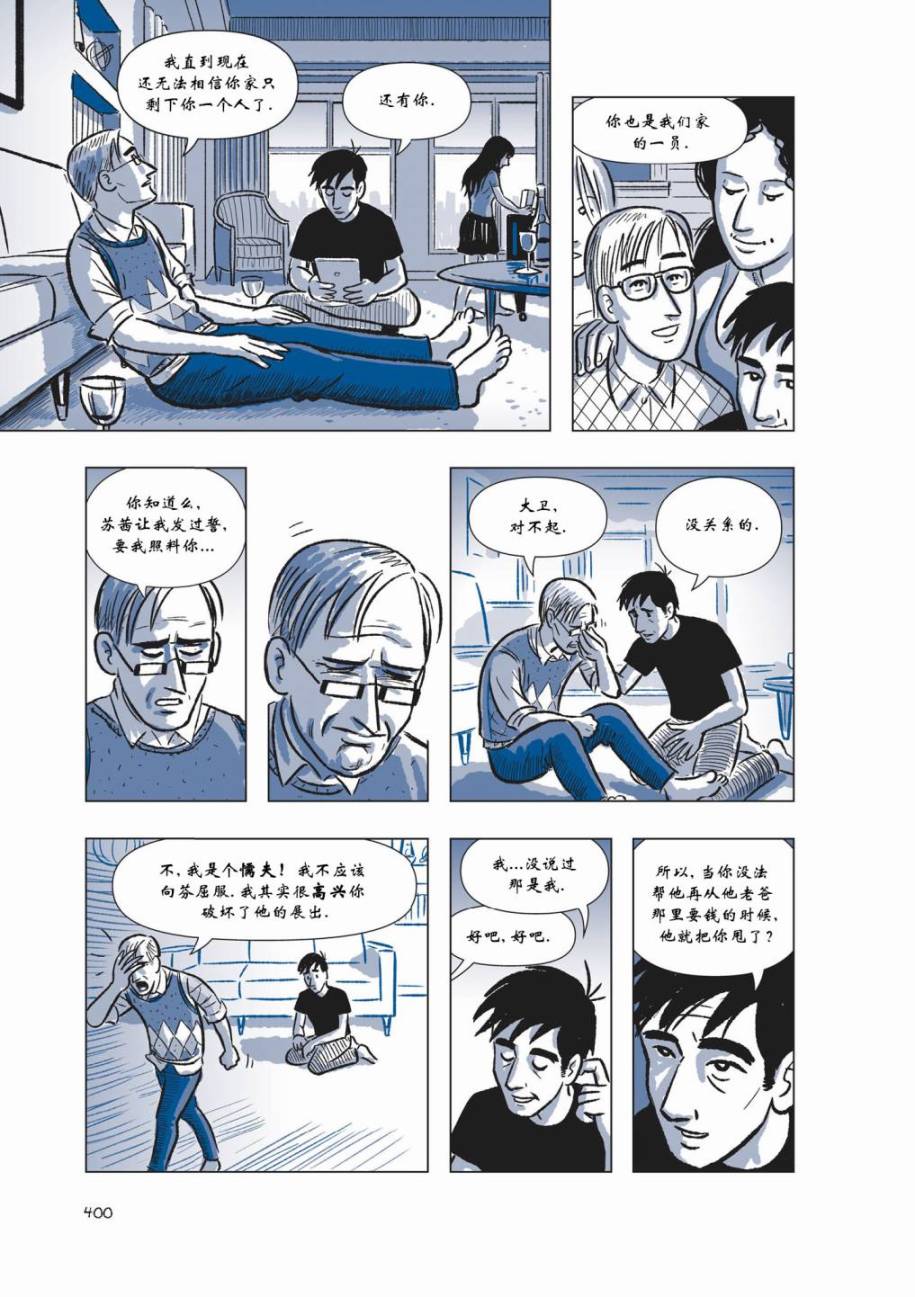 我直到现在
还无法相信你家只
剩下你一个人了.
还有你.
你也是我们家
的一员.
你知道么,
苏茜让我发过誓,
要我照料你...
大卫,
对不起.
没关系的.
不,我是个懦夫! 我不应该
向芬屈服.我其实很高兴你
破坏了他的展出.
我...没说过
那是我.
好吧,好吧.
所以,当你没法
帮他再从他老爸
那里要钱的时候,
他就把你甩了?
400